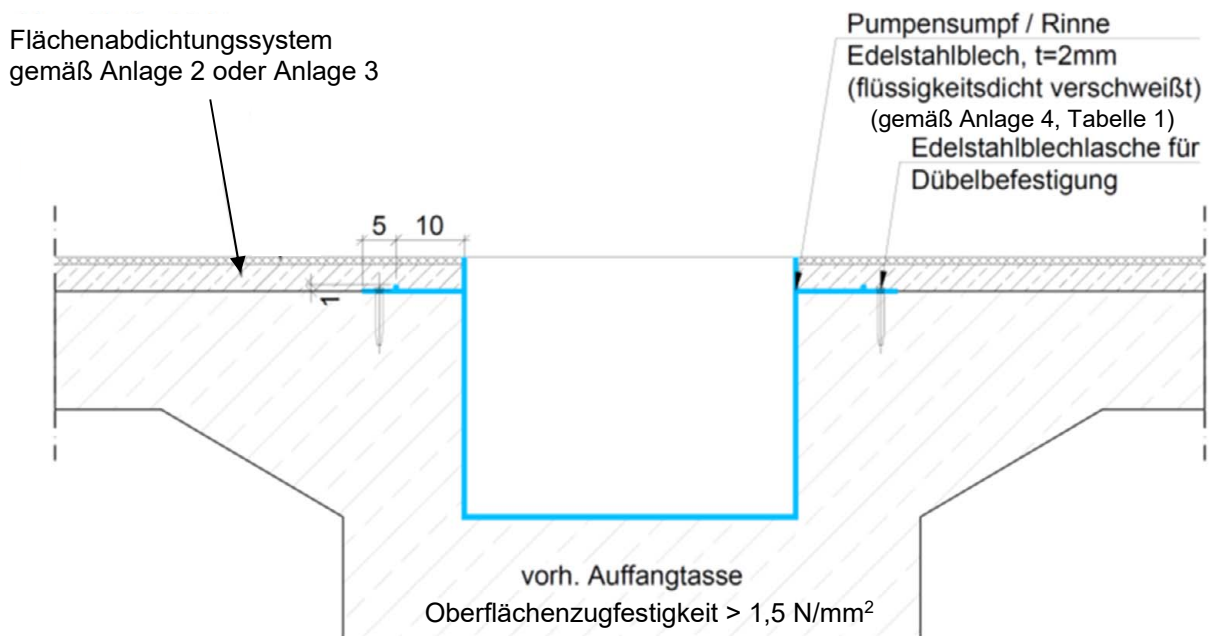 Flächenabdichtungssystem
gemäß Anlage 2 oder Anlage 3
Pumpensumpf / Rinne
Edelstahlblech, t=2mm
(flüssigkeitsdicht verschweißt)
(gemäß Anlage 4, Tabelle 1)
Edelstahlblechlasche für
Dübelbefestigung
5 10
1
vorh. Auffangtasse
Oberflächenzugfestigkeit > 1,5 N/mm²